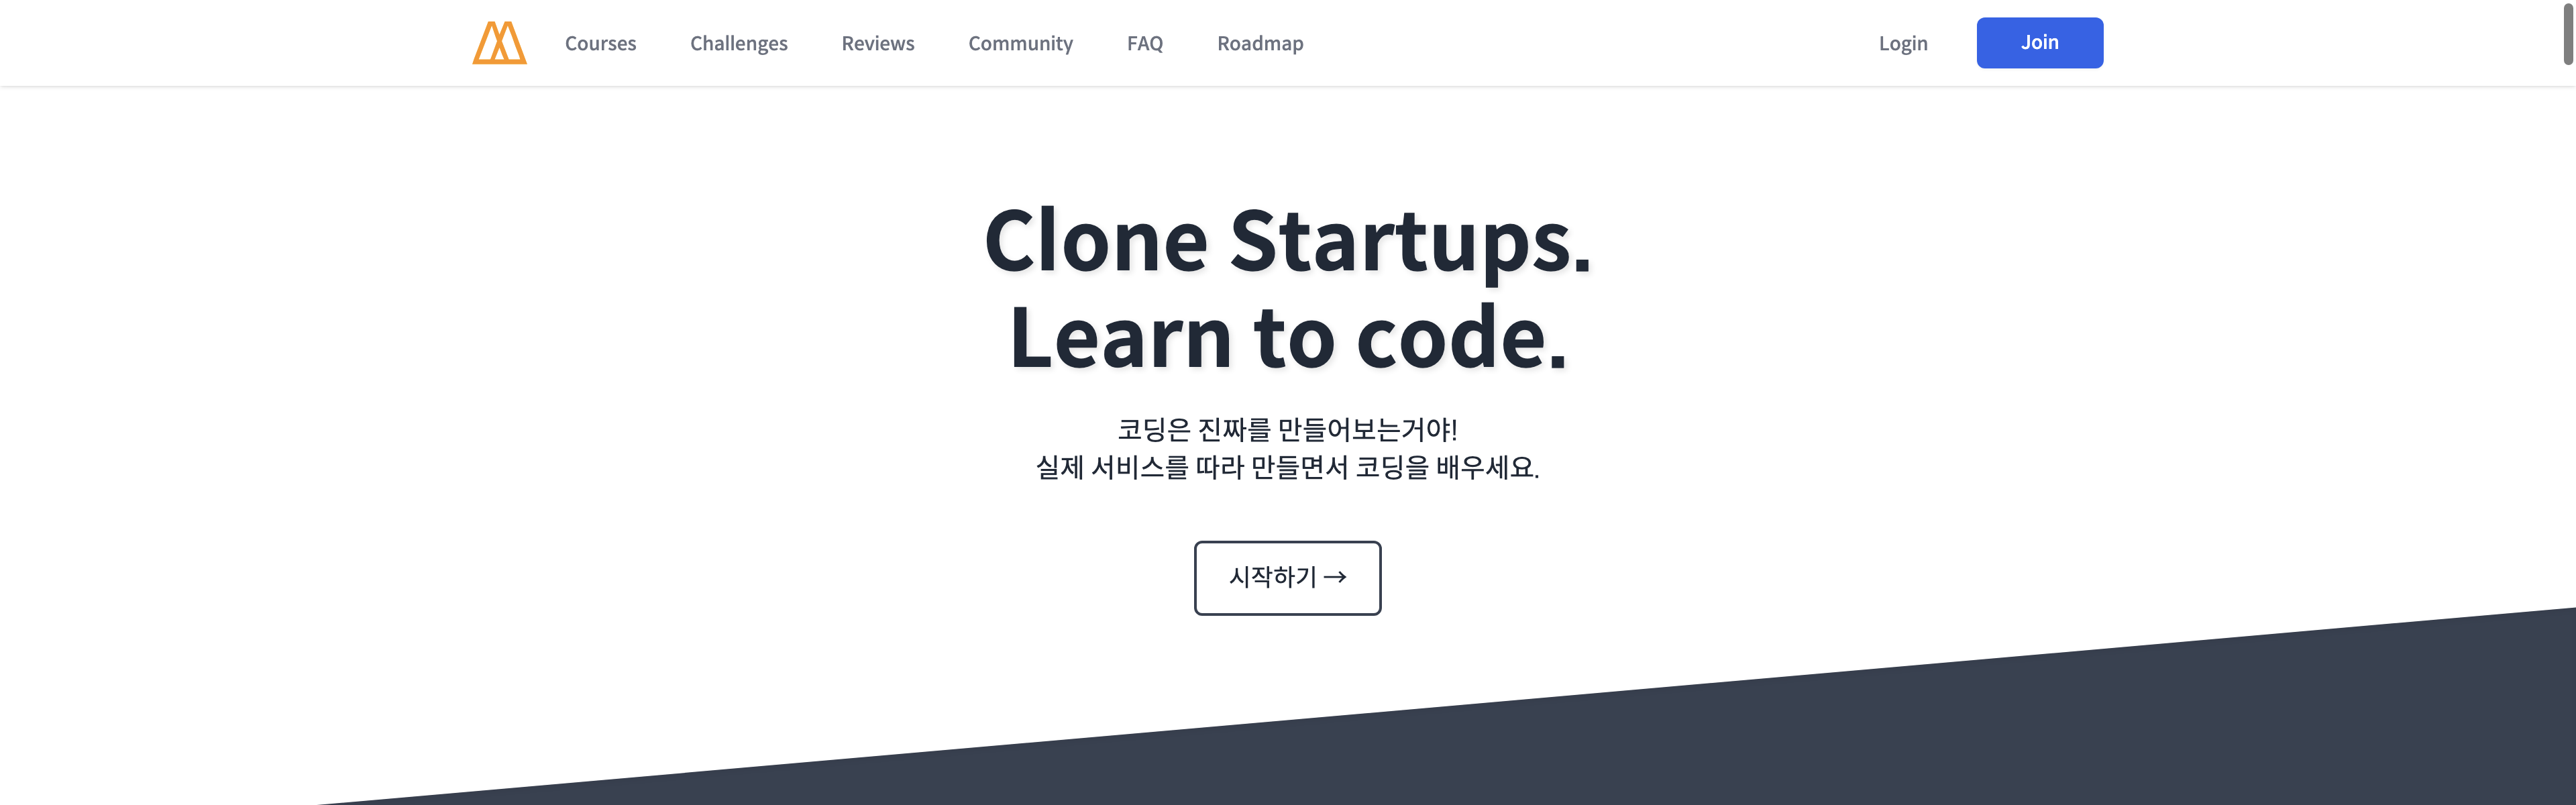 Courses Challenges Reviews Community FAQ Roadmap Login Join
Clone Startups.
Learn to code.
코딩은 진짜를 만들어보는거야!
실제 서비스를 따라 만들면서 코딩을 배우세요.
시작하기 →